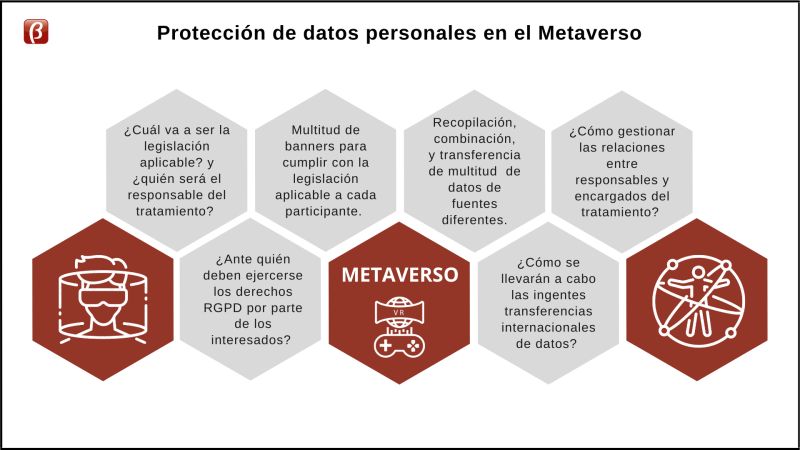 β
Protección de datos personales en el Metaverso
¿Cuál va a ser la
legislación
aplicable? y
¿quién será el
responsable del
tratamiento?
Multitud de
banners para
cumplir con la
legislación
aplicable a cada
participante.
Recopilación,
combinación,
y transferencia
de multitud de
datos de
fuentes
diferentes.
¿Cómo gestionar
las relaciones
entre
responsables y
encargados del
tratamiento?
¿Ante quién
deben ejercerse
los derechos
RGPD por parte
de los
interesados?
METAVERSO
VR
¿Cómo se
llevarán a cabo
las ingentes
transferencias
internacionales
de datos?